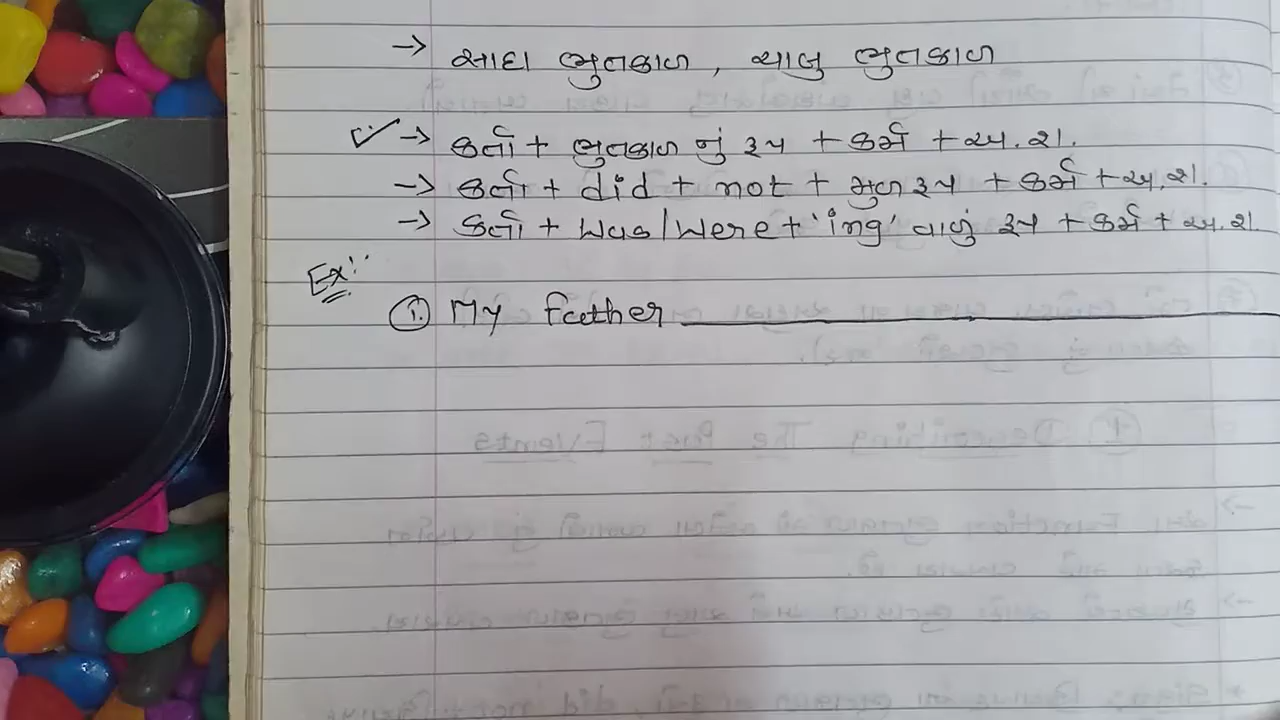 → સાદા ભુતકાળ, ચાલુ ભુતકાળ
→ કર્તા + ભુતકાળ નું રૂપ + કર્મ + અ.શ.
→ કર્તા + did + not + મુળરૂપ + કર્મ + અ.શ.
→ કર્તા + was/were + 'ing' વાળું રૂપ + કર્મ + અ.શ.
Ex:
① My Father